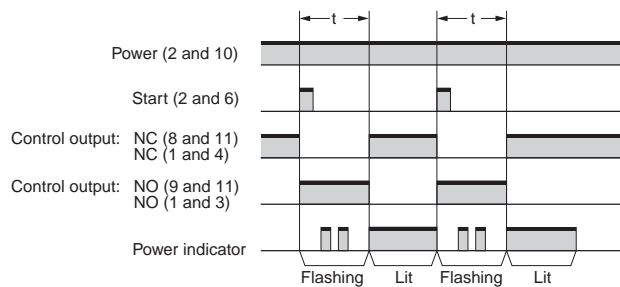 t t
Power (2 and 10)
Start (2 and 6)
Control output: NC (8 and 11)
NC (1 and 4)
Control output: NO (9 and 11)
NO (1 and 3)
Power indicator
Flashing Lit Flashing Lit